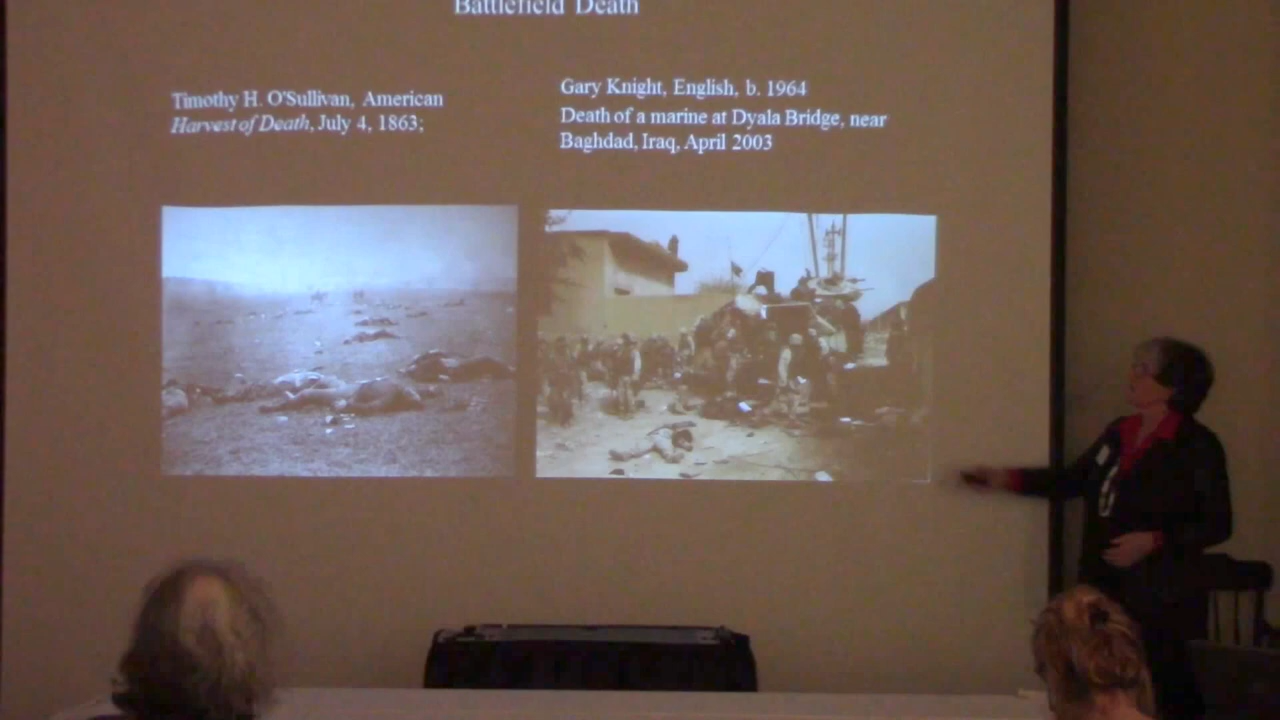 Battlefield Death
Timothy H. O'Sullivan, American
Harvest of Death, July 4, 1863;
Gary Knight, English, b. 1964
Death of a marine at Dyala Bridge, near
Baghdad, Iraq, April 2003